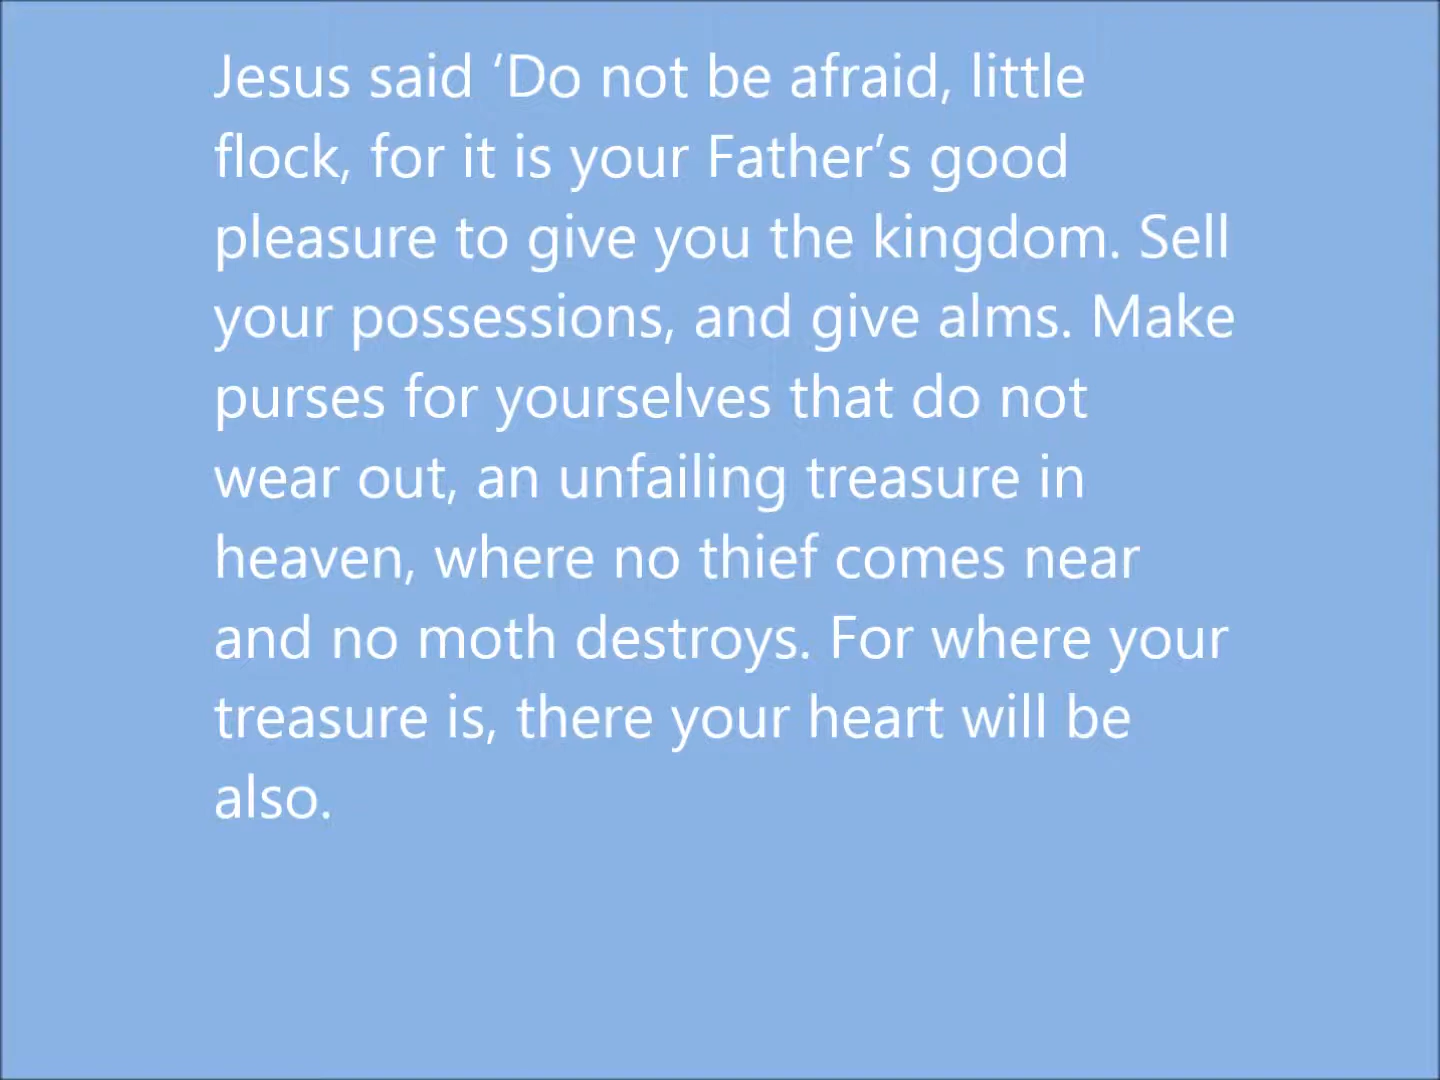 Jesus said ‘Do not be afraid, little
flock, for it is your Father’s good
pleasure to give you the kingdom. Sell
your possessions, and give alms. Make
purses for yourselves that do not
wear out, an unfailing treasure in
heaven, where no thief comes near
and no moth destroys. For where your
treasure is, there your heart will be
also.